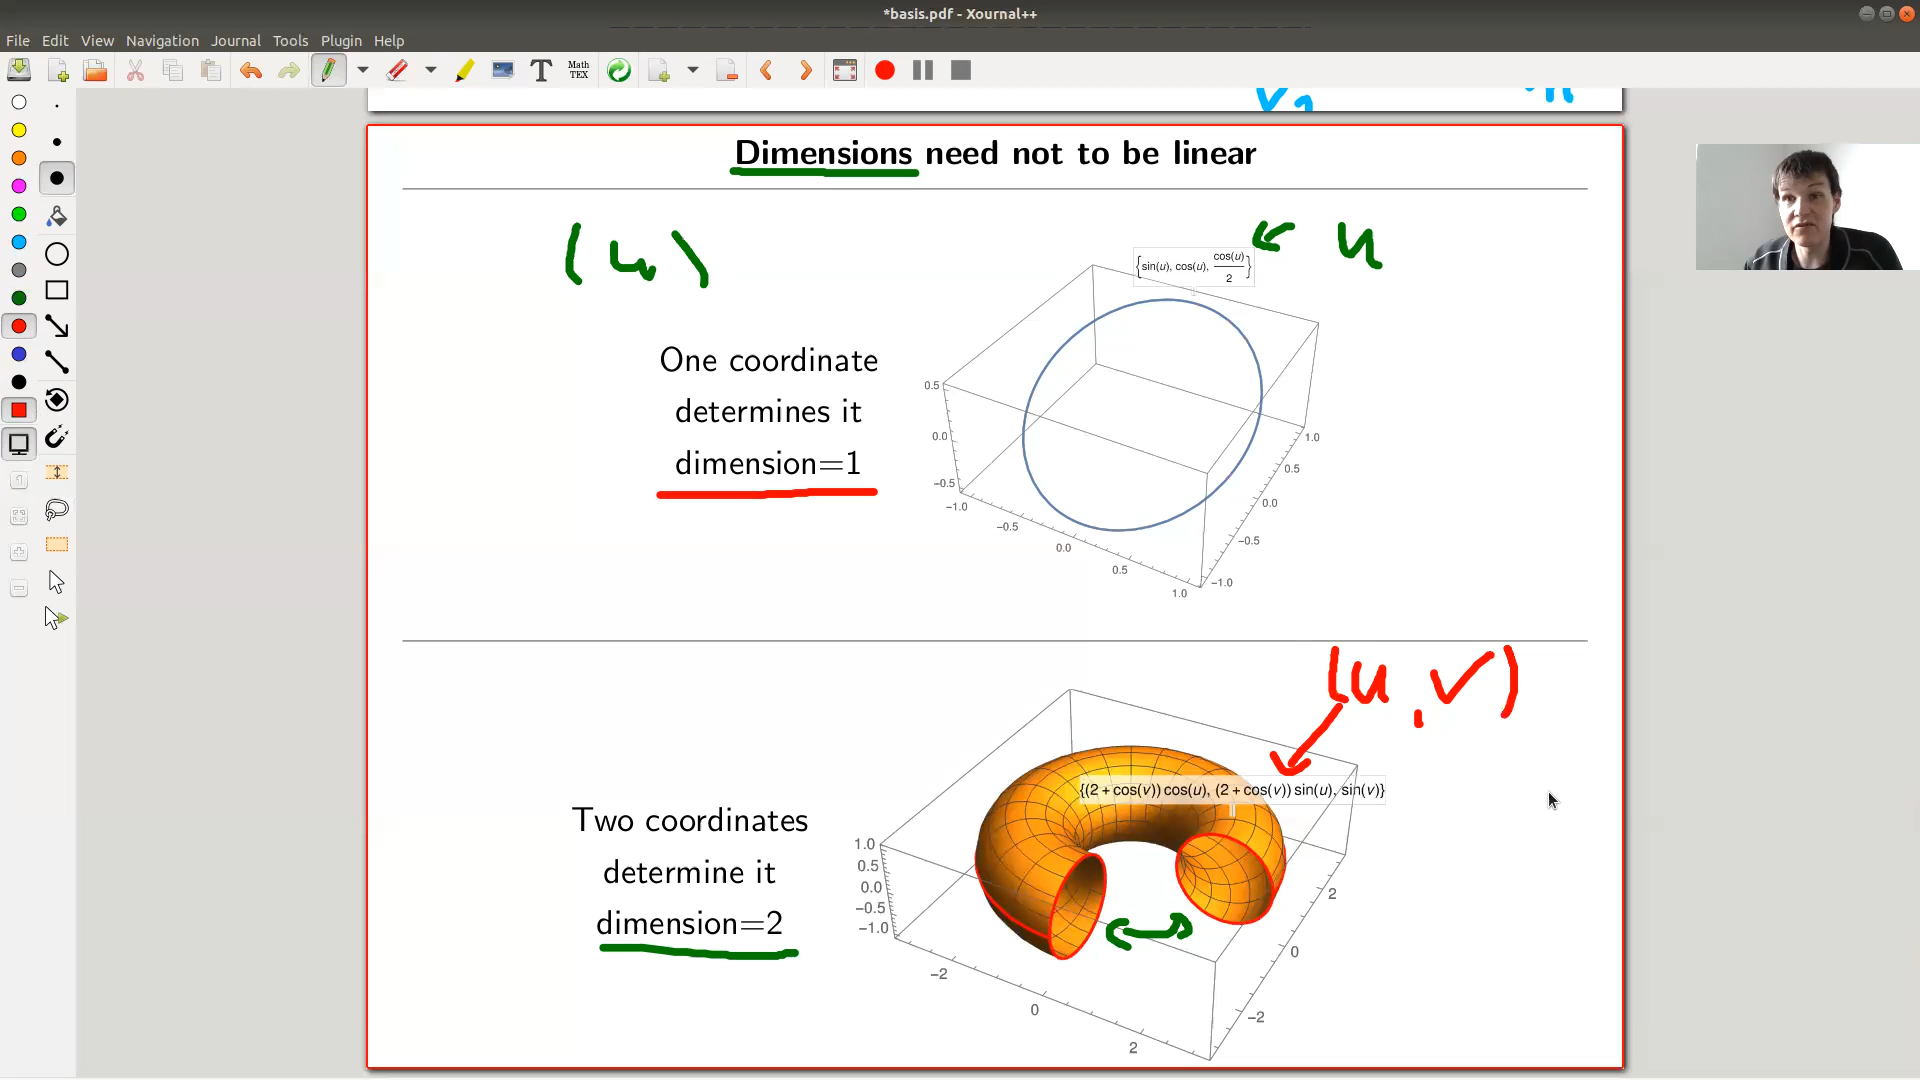 *basis.pdf - Xournal++
File Edit View Navigation Journal Tools Plugin Help
Math
TEX
Dimensions need not to be linear
(u)
u
{sin(u), cos(u), cos(u)/2}
One coordinate
determines it
dimension=1
0.5
0.0
−0.5
−1.0
−0.5
0.0
0.5
1.0
1.0
0.5
0.0
−0.5
−1.0
(u,v)
{(2 + cos(v)) cos(u), (2 + cos(v)) sin(u), sin(v)}
Two coordinates
determine it
dimension=2
1.0
0.5
0.0
−0.5
−1.0
−2
0
2
2
0
−2